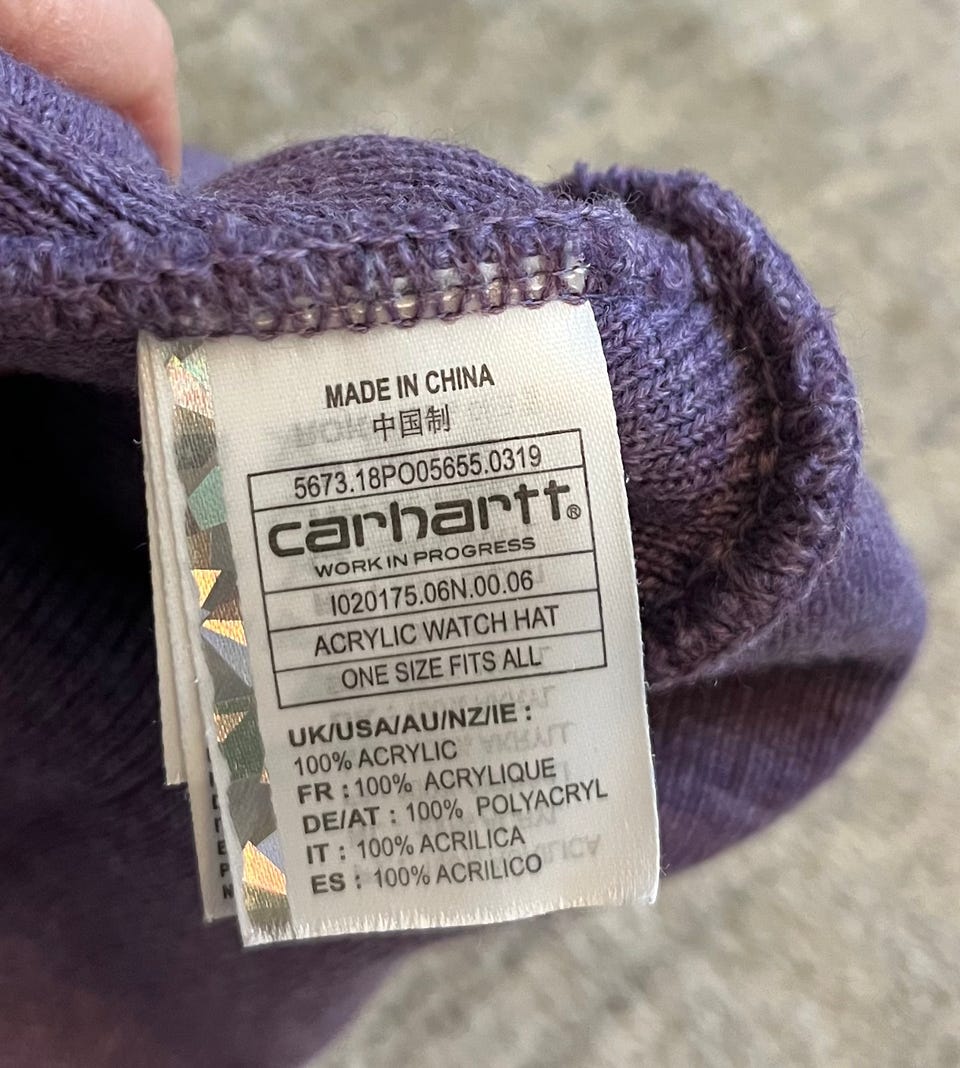 MADE IN CHINA
中国制
5673.18PO05655.0319
carhartt®
WORK IN PROGRESS
I020175.06N.00.06
ACRYLIC WATCH HAT
ONE SIZE FITS ALL
UK/USA/AU/NZ/IE :
100% ACRYLIC
FR : 100% ACRYLIQUE
DE/AT : 100% POLYACRYL
IT : 100% ACRILICA
ES : 100% ACRILICO